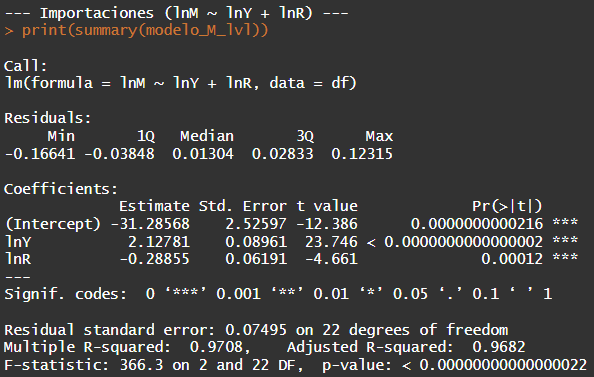 --- Importaciones (lnM ~ lnY + lnR) ---
> print(summary(modelo_M_lvl))
Call:
lm(formula = lnM ~ lnY + lnR, data = df)
Residuals:
     Min       1Q   Median       3Q      Max
-0.16641 -0.03848  0.01304  0.02833  0.12315
Coefficients:
             Estimate Std. Error t value             Pr(>|t|)
(Intercept) -31.28568    2.52597 -12.386      0.0000000000216 ***
lnY           2.12781    0.08961  23.746 < 0.0000000000000002 ***
lnR          -0.28855    0.06191  -4.661              0.00012 ***
---
Signif. codes:  0 ‘***’ 0.001 ‘**’ 0.01 ‘*’ 0.05 ‘.’ 0.1 ‘ ’ 1
Residual standard error: 0.07495 on 22 degrees of freedom
Multiple R-squared:  0.9708,    Adjusted R-squared:  0.9682
F-statistic: 366.3 on 2 and 22 DF,  p-value: < 0.00000000000000022